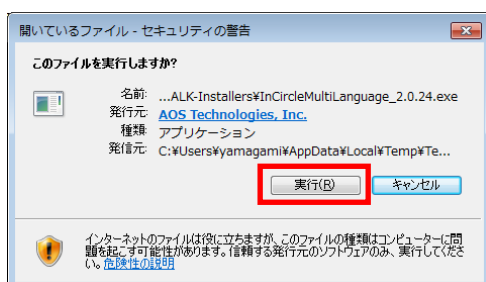 開いているファイル - セキュリティの警告
このファイルを実行しますか?
名前: ...ALK-Installers¥InCircleMultiLanguage_2.0.24.exe
発行元: AOS Technologies, Inc.
種類: アプリケーション
発信元: C:¥Users¥yamagami¥AppData¥Local¥Temp¥Te...
実行(R) キャンセル
インターネットのファイルは役に立ちますが、このファイルの種類はコンピューターに問
題を起こす可能性があります。信頼する発行元のソフトウェアのみ、実行してくださ
い。危険性の説明